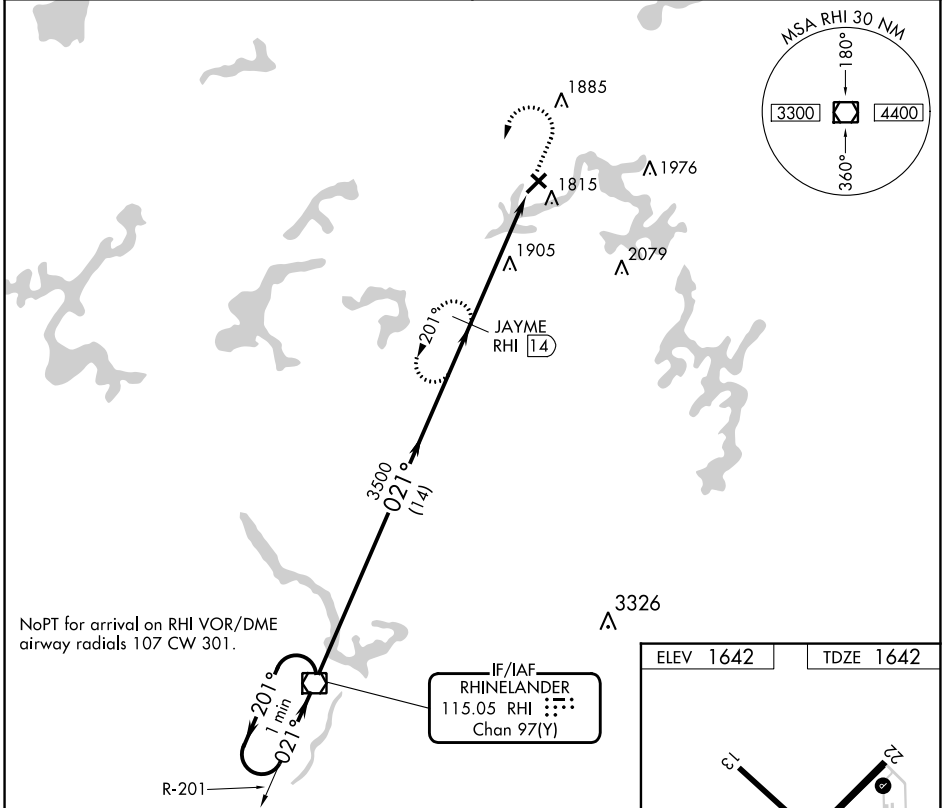 MSA RHI 30 NM
180°
3300
4400
360°
1885
1976
1815
1905
2079
201°
JAYME
RHI 14
3500
021°
(14)
3326
NoPT for arrival on RHI VOR/DME
airway radials 107 CW 301.
IF/IAF
RHINELANDER
115.05 RHI
Chan 97(Y)
201°
1 min
021°
R-201
ELEV 1642
TDZE 1642
13
22
P